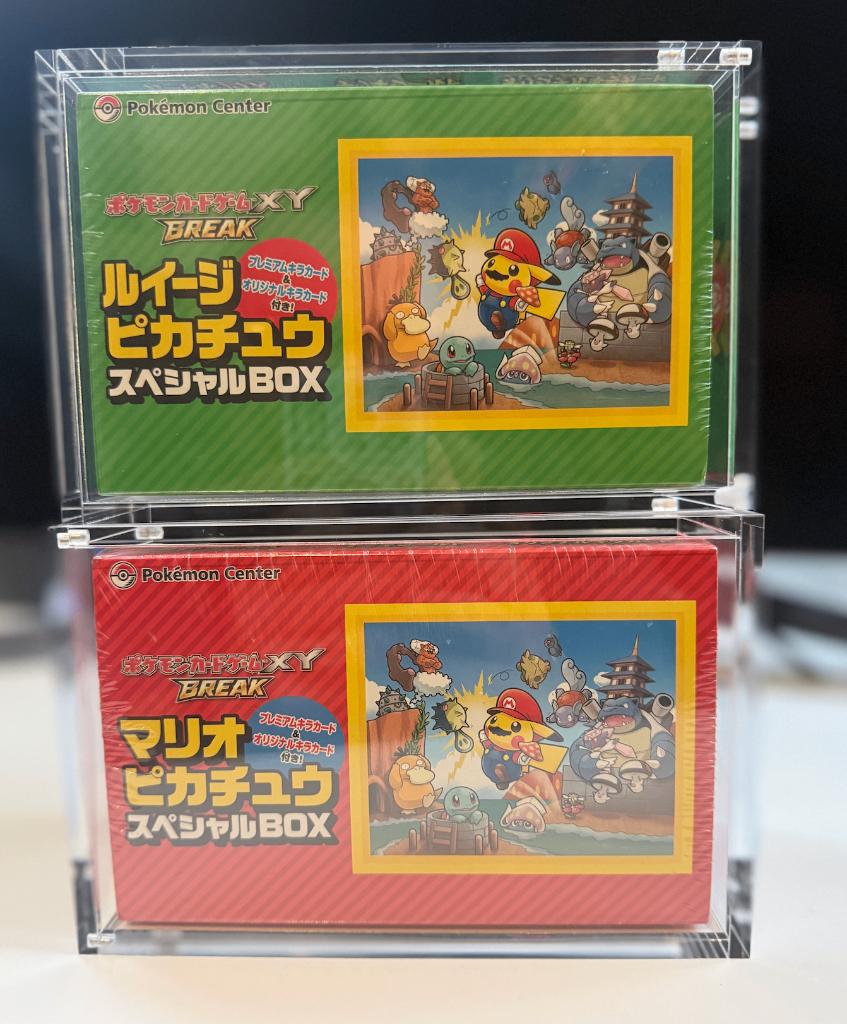 Pokémon Center
ポケモンカードゲームXY
BREAK
プレミアムキラカード
&
オリジナルキラカード
付き!
ルイージ
ピカチュウ
スペシャルBOX
M
Pokémon Center
ポケモンカードゲームXY
BREAK
プレミアムキラカード
&
オリジナルキラカード
付き!
マリオ
ピカチュウ
スペシャルBOX
M